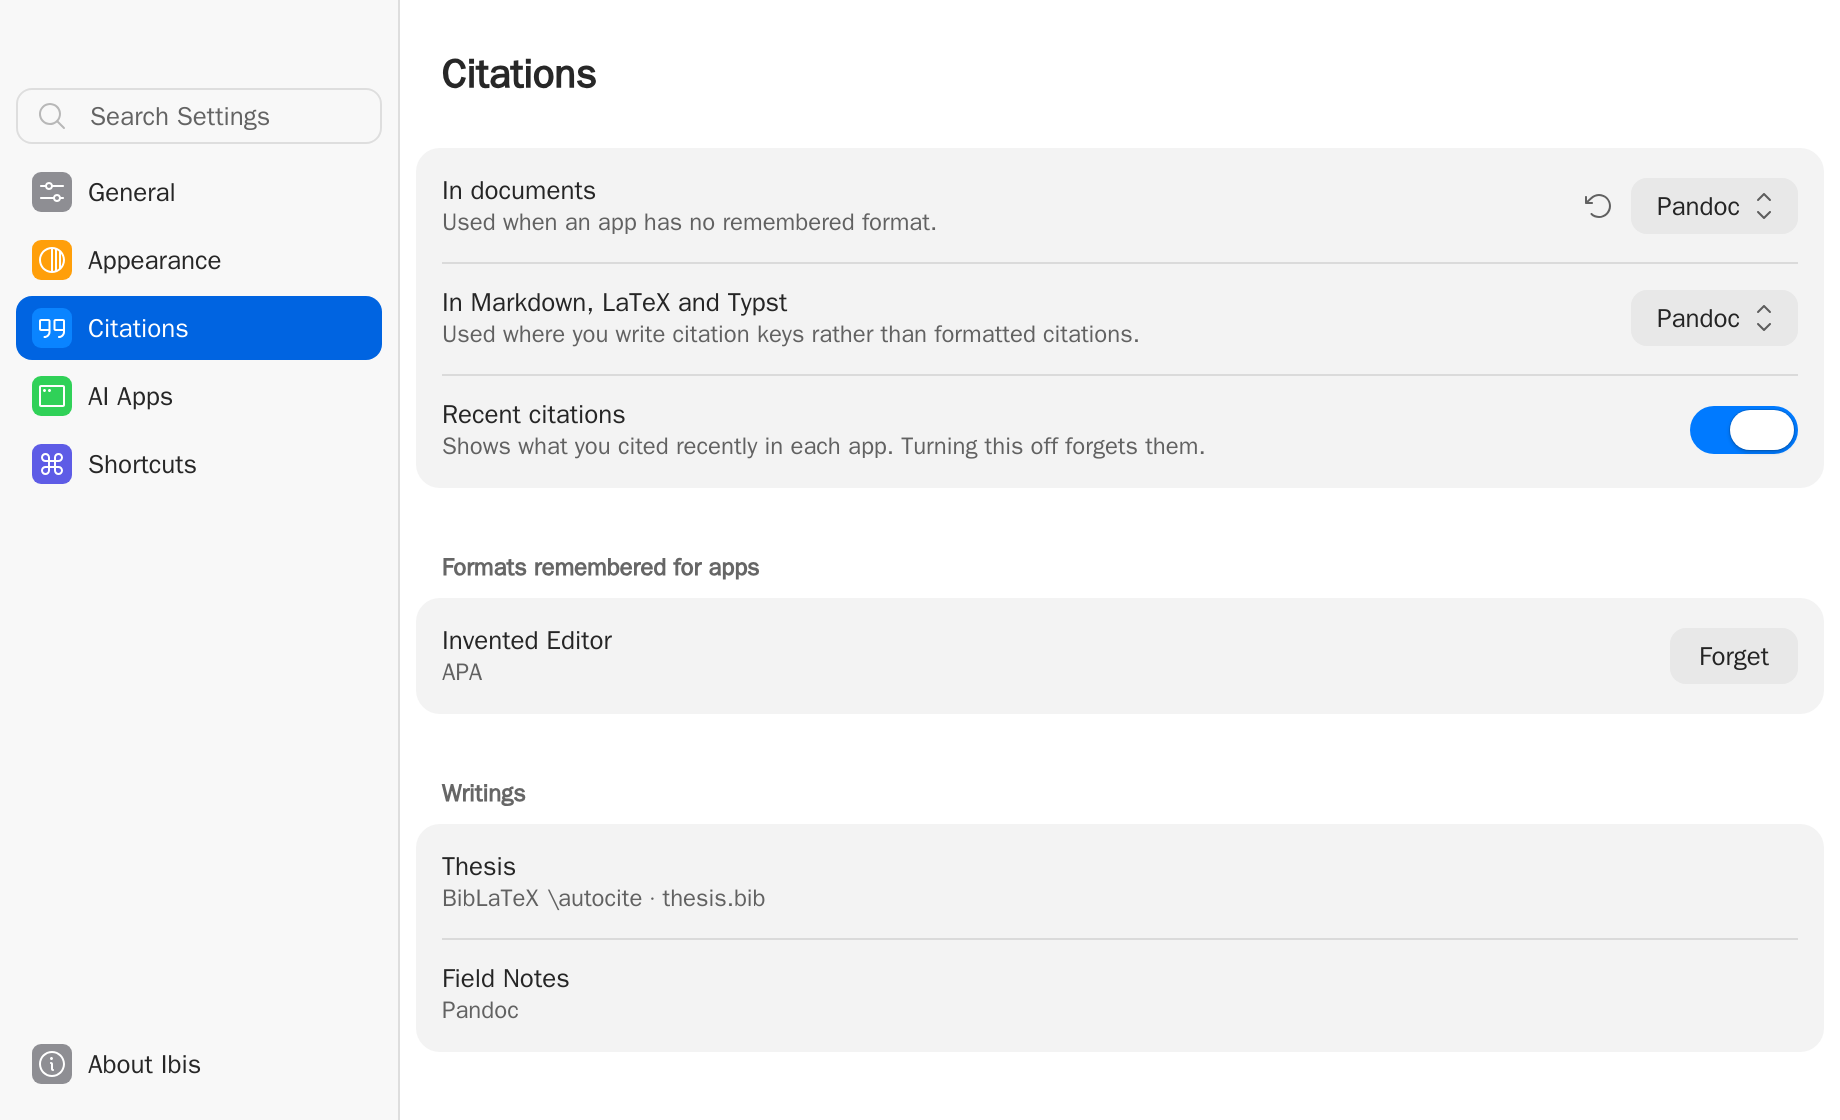 Search Settings
General
Appearance
Citations
AI Apps
Shortcuts
About Ibis
Citations
In documents
Used when an app has no remembered format.
Pandoc
In Markdown, LaTeX and Typst
Used where you write citation keys rather than formatted citations.
Pandoc
Recent citations
Shows what you cited recently in each app. Turning this off forgets them.
Formats remembered for apps
Invented Editor
APA
Forget
Writings
Thesis
BibLaTeX \autocite · thesis.bib
Field Notes
Pandoc